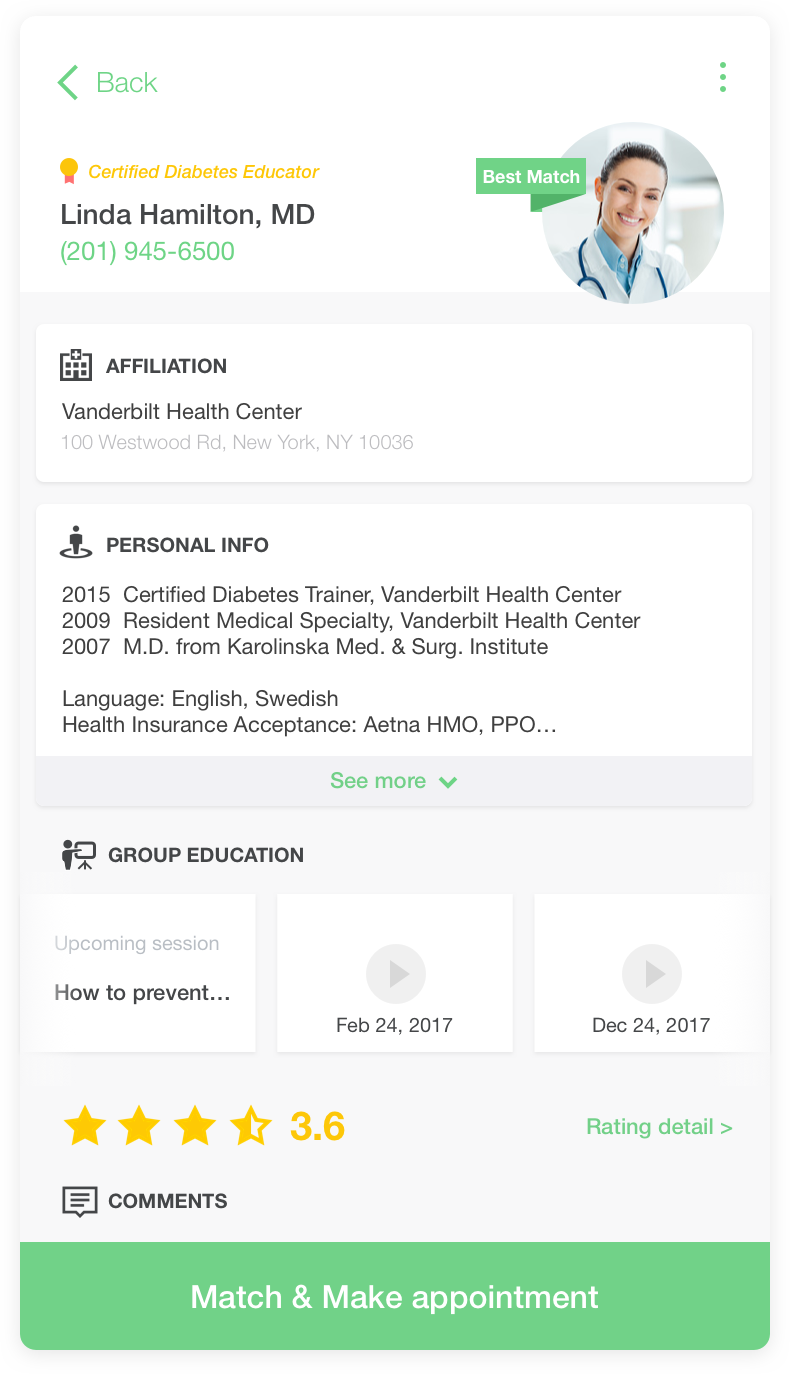 Back
Certified Diabetes Educator
Best Match
Linda Hamilton, MD
(201) 945-6500
AFFILIATION
Vanderbilt Health Center
100 Westwood Rd, New York, NY 10036
PERSONAL INFO
2015 Certified Diabetes Trainer, Vanderbilt Health Center
2009 Resident Medical Specialty, Vanderbilt Health Center
2007 M.D. from Karolinska Med. & Surg. Institute
Language: English, Swedish
Health Insurance Acceptance: Aetna HMO, PPO…
See more
GROUP EDUCATION
Upcoming session
How to prevent…
Feb 24, 2017
Dec 24, 2017
3.6
Rating detail >
COMMENTS
Match & Make appointment